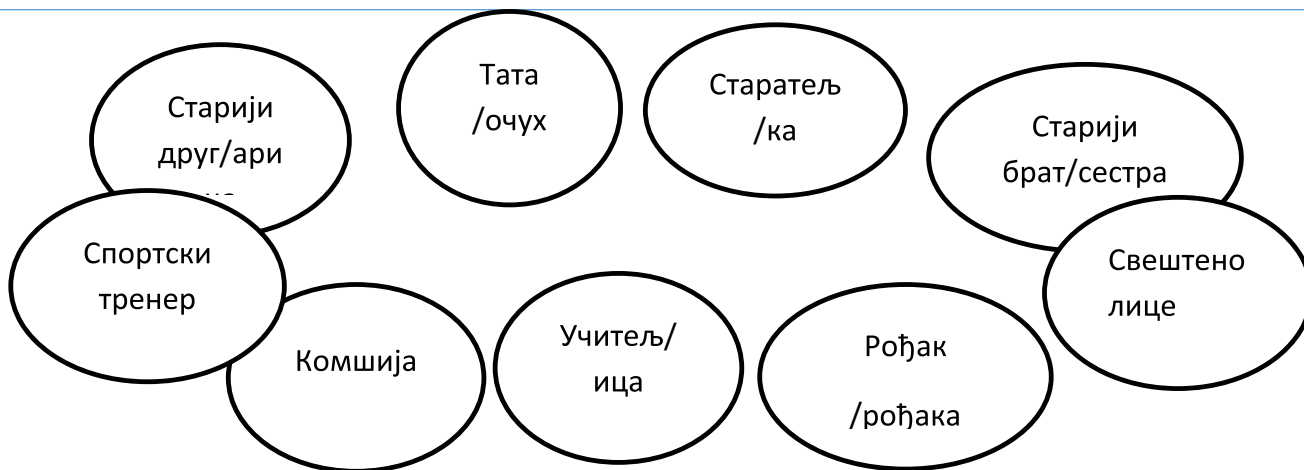 Тата
/очух
Старатељ
/ка
Старији
друг/ари
Старији
брат/сестра
Спортски
тренер
Свештено
лице
Комшија
Учитељ/
ица
Рођак
/рођака